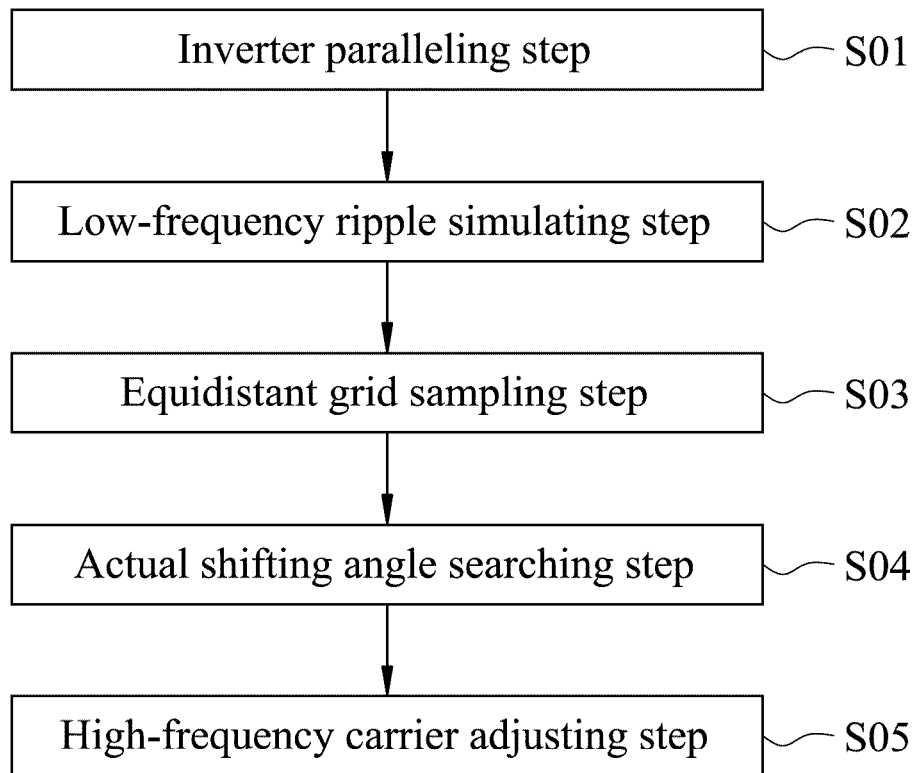 Inverter paralleling step S01
Low-frequency ripple simulating step S02
Equidistant grid sampling step S03
Actual shifting angle searching step S04
High-frequency carrier adjusting step S05